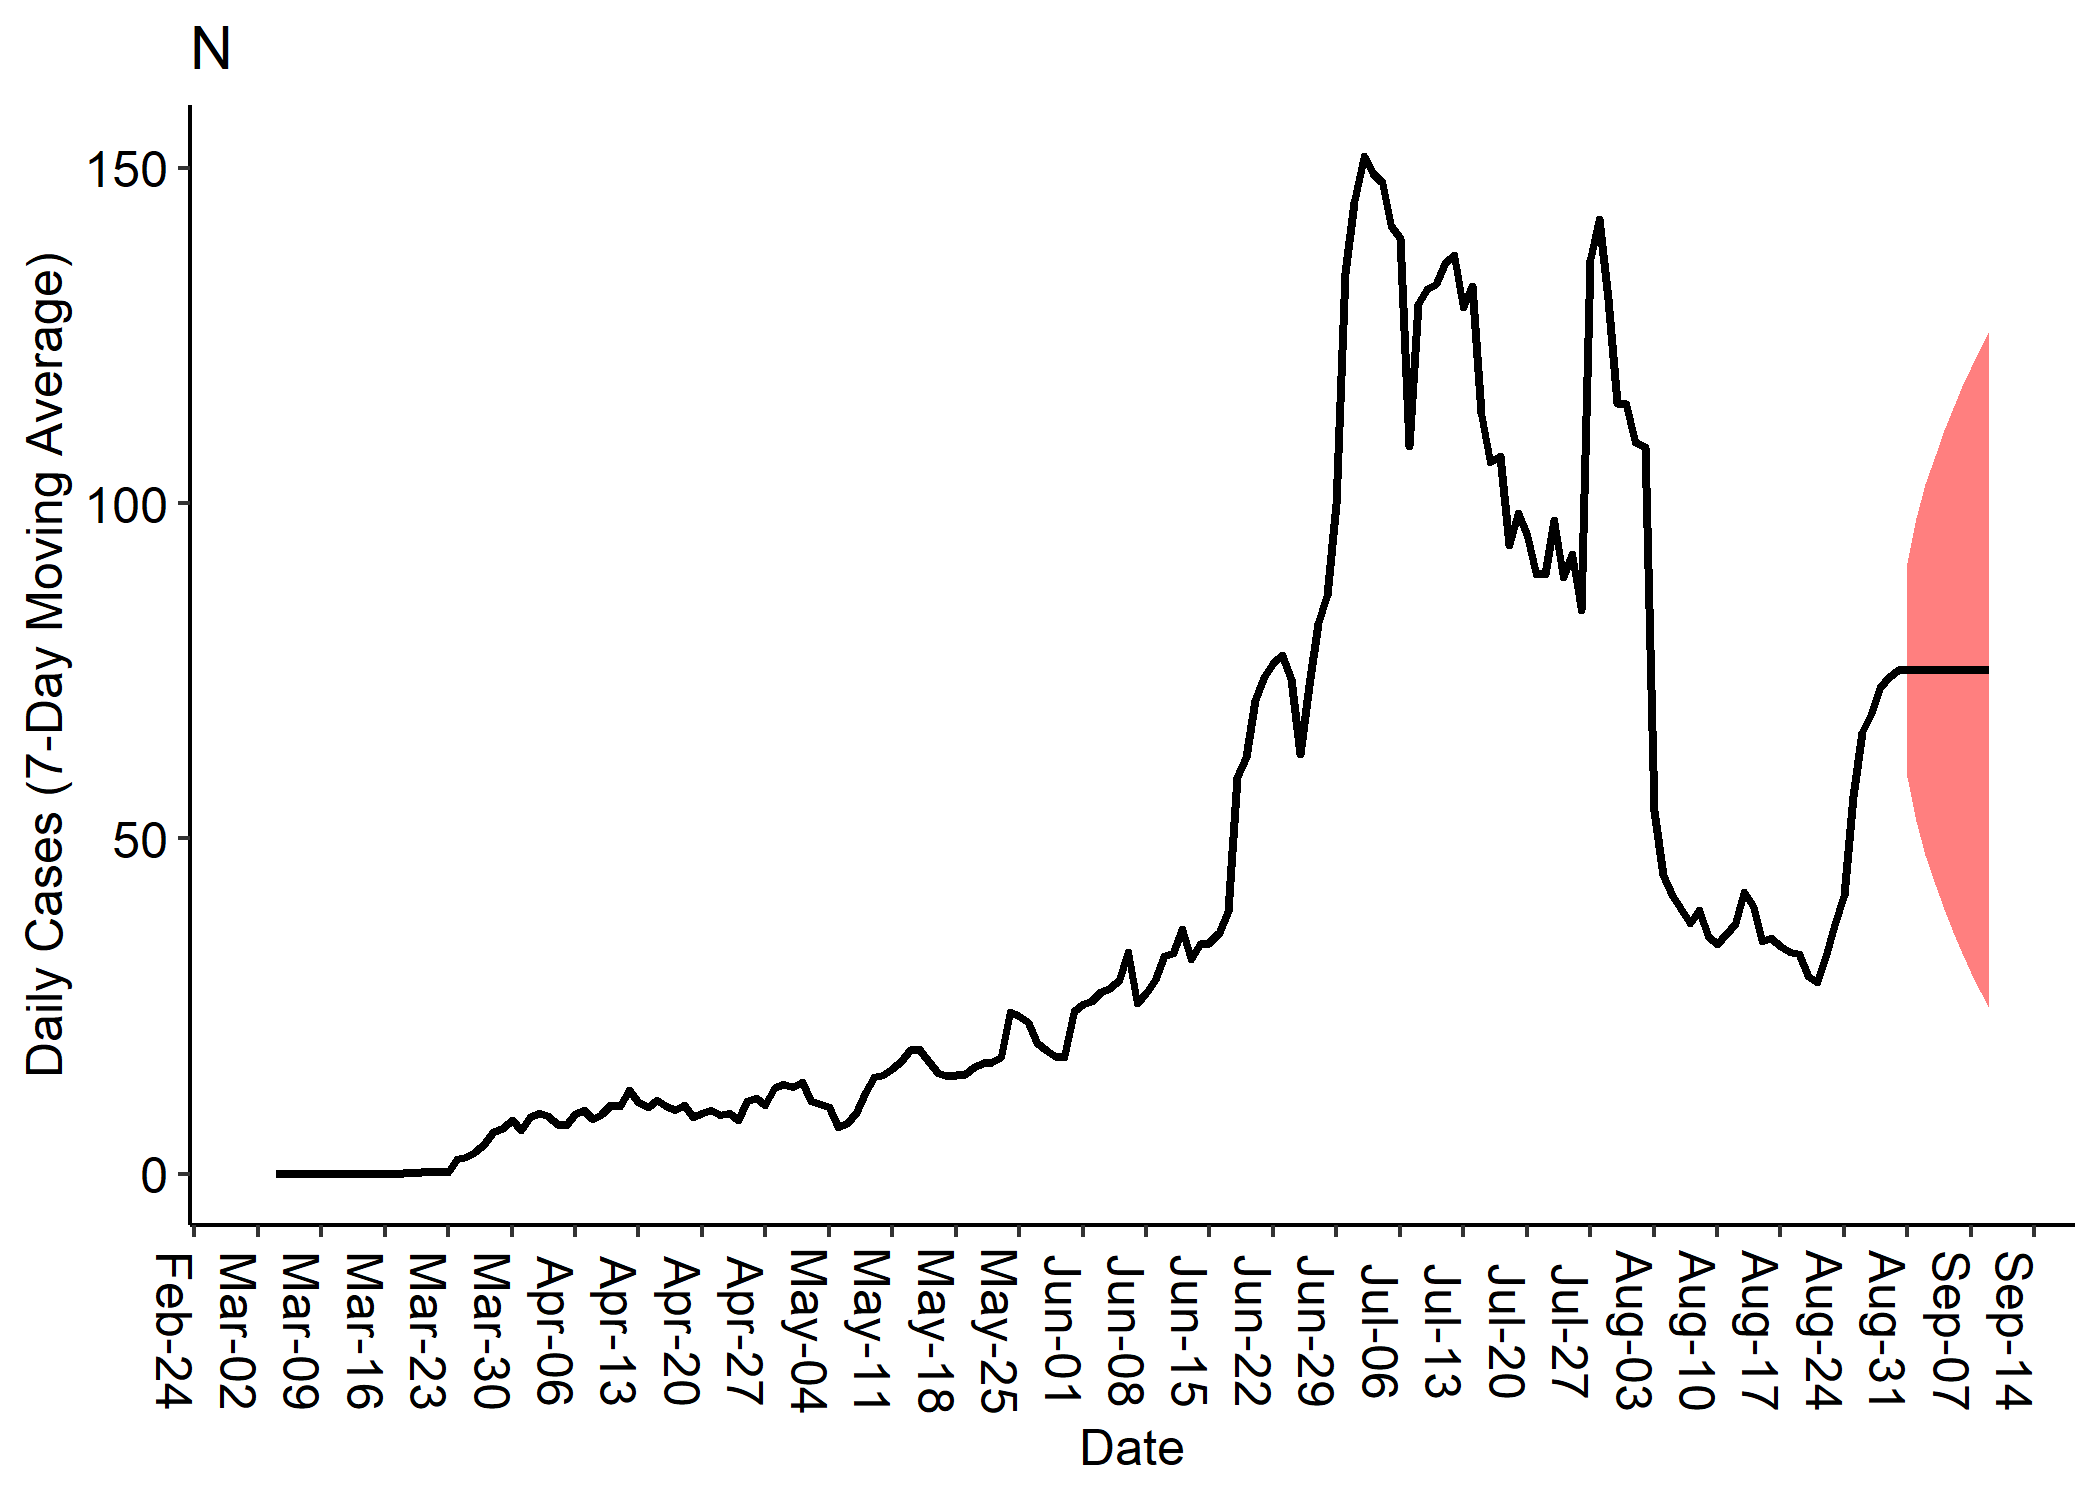 N
Daily Cases (7-Day Moving Average)
150
100
50
0
Feb-24
Mar-02
Mar-09
Mar-16
Mar-23
Mar-30
Apr-06
Apr-13
Apr-20
Apr-27
May-04
May-11
May-18
May-25
Jun-01
Jun-08
Jun-15
Jun-22
Jun-29
Jul-06
Jul-13
Jul-20
Jul-27
Aug-03
Aug-10
Aug-17
Aug-24
Aug-31
Sep-07
Sep-14
Date